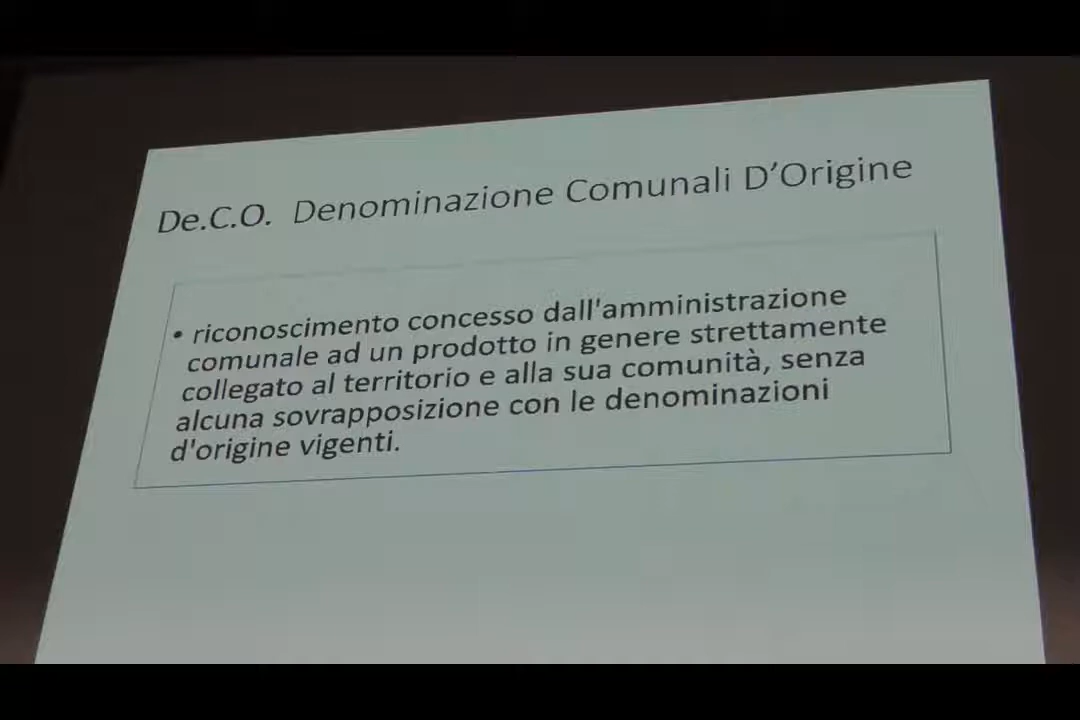 De.C.O. Denominazione Comunali D’Origine
• riconoscimento concesso dall'amministrazione
comunale ad un prodotto in genere strettamente
collegato al territorio e alla sua comunità, senza
alcuna sovrapposizione con le denominazioni
d'origine vigenti.